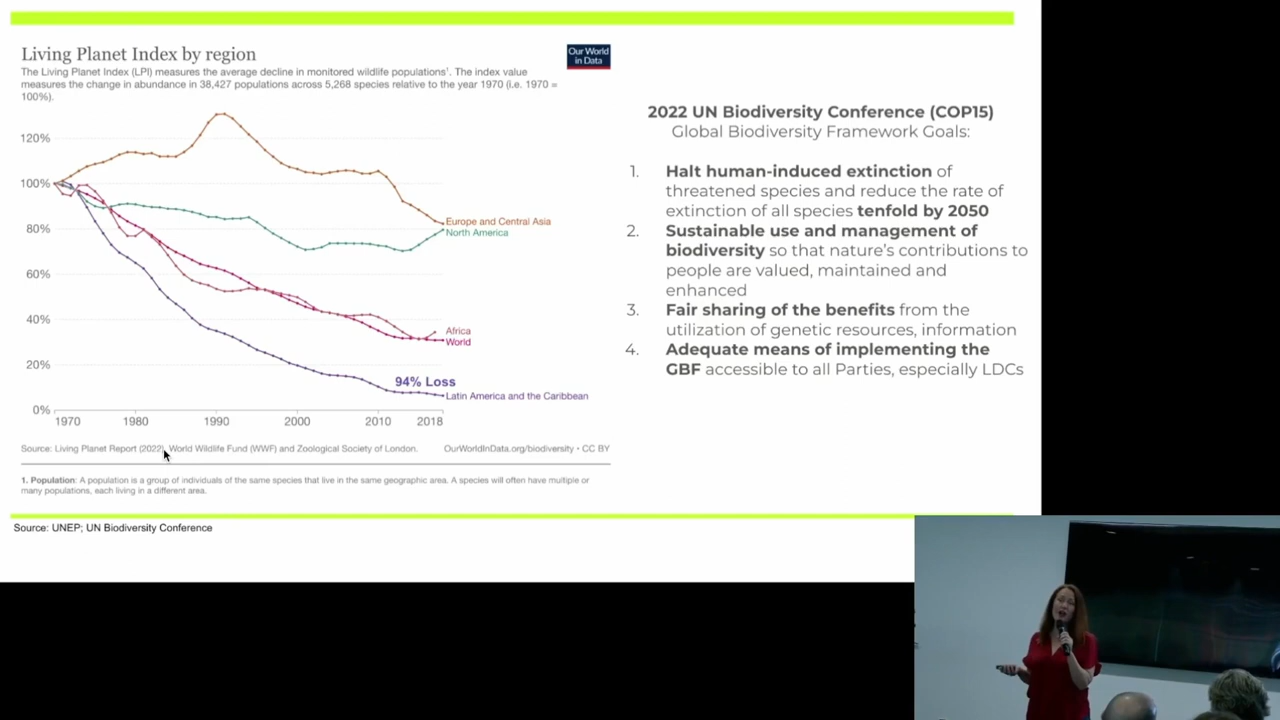 Living Planet Index by region
Our World
in Data
The Living Planet Index (LPI) measures the average decline in monitored wildlife populations¹. The index value
measures the change in abundance in 38,427 populations across 5,268 species relative to the year 1970 (i.e. 1970 =
100%).
120%
100%
80%
60%
40%
20%
0%
Europe and Central Asia
North America
Africa
World
94% Loss
Latin America and the Caribbean
1970
1980
1990
2000
2010
2018
Source: Living Planet Report (2022). World Wildlife Fund (WWF) and Zoological Society of London.
OurWorldInData.org/biodiversity • CC BY
1. Population: A population is a group of individuals of the same species that live in the same geographic area. A species will often have multiple or
many populations, each living in a different area.
2022 UN Biodiversity Conference (COP15)
Global Biodiversity Framework Goals:
1. Halt human-induced extinction of
threatened species and reduce the rate of
extinction of all species tenfold by 2050
2. Sustainable use and management of
biodiversity so that nature's contributions to
people are valued, maintained and
enhanced
3. Fair sharing of the benefits from the
utilization of genetic resources, information
4. Adequate means of implementing the
GBF accessible to all Parties, especially LDCs
Source: UNEP; UN Biodiversity Conference